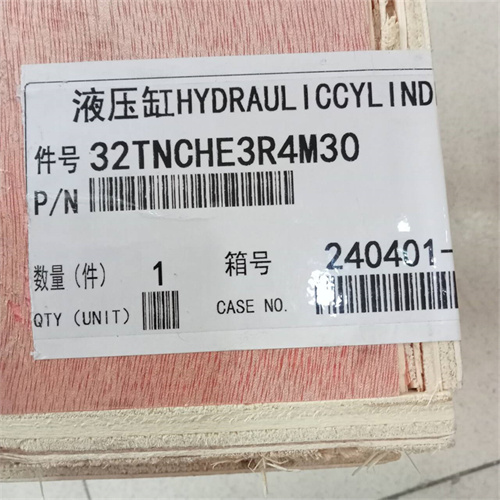 液压缸HYDRAULICCYLIND
件号 32TNCHE3R4M30
P/N
数量(件) 1 箱号 240401-
QTY (UNIT) CASE NO.